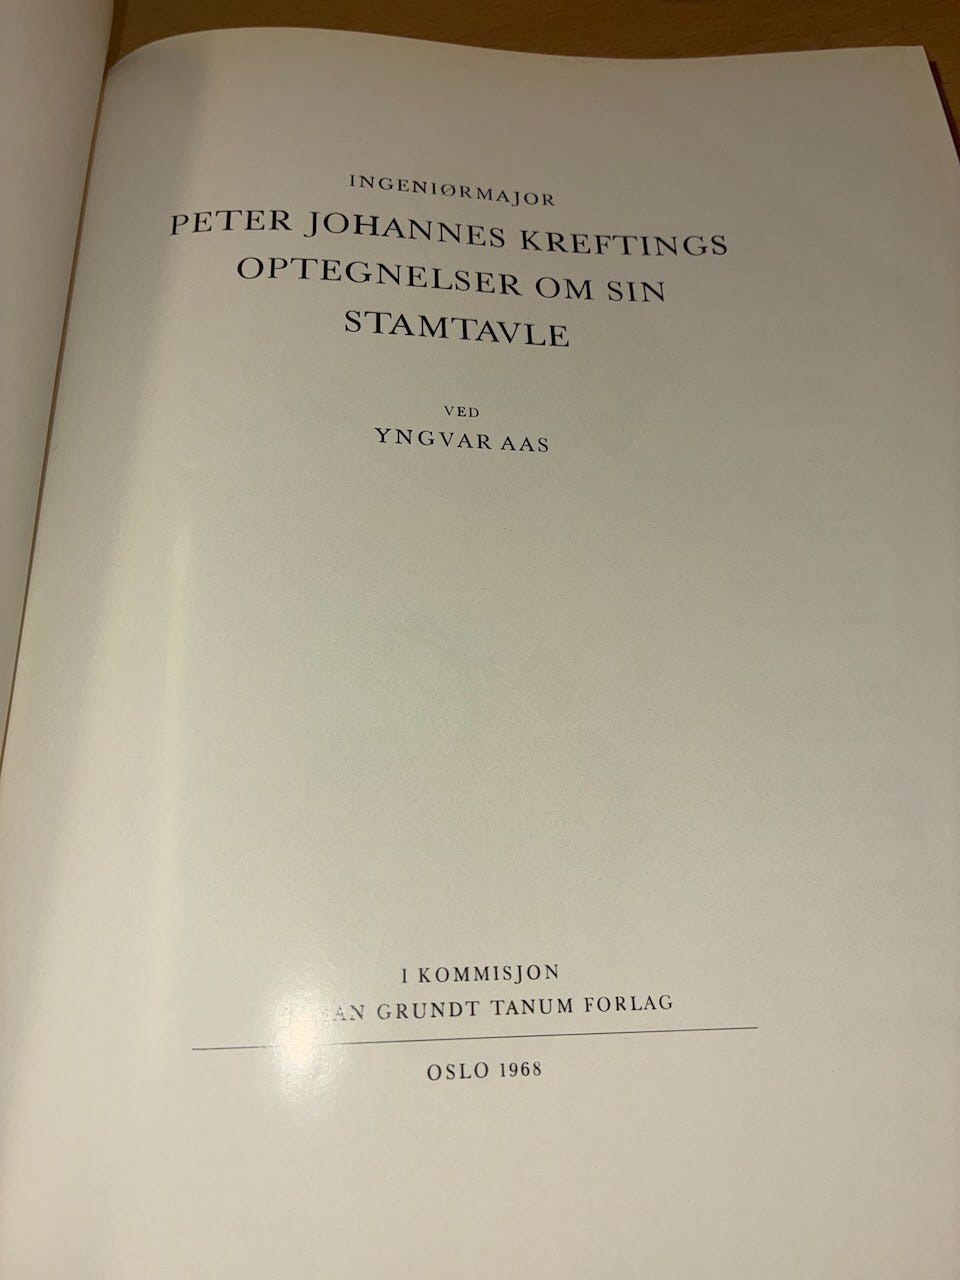 INGENIØRMAJOR
PETER JOHANNES KREFTINGS
OPTEGNELSER OM SIN
STAMTAVLE
VED
YNGVAR AAS
I KOMMISJON
GRUNDT TANUM FORLAG
OSLO 1968